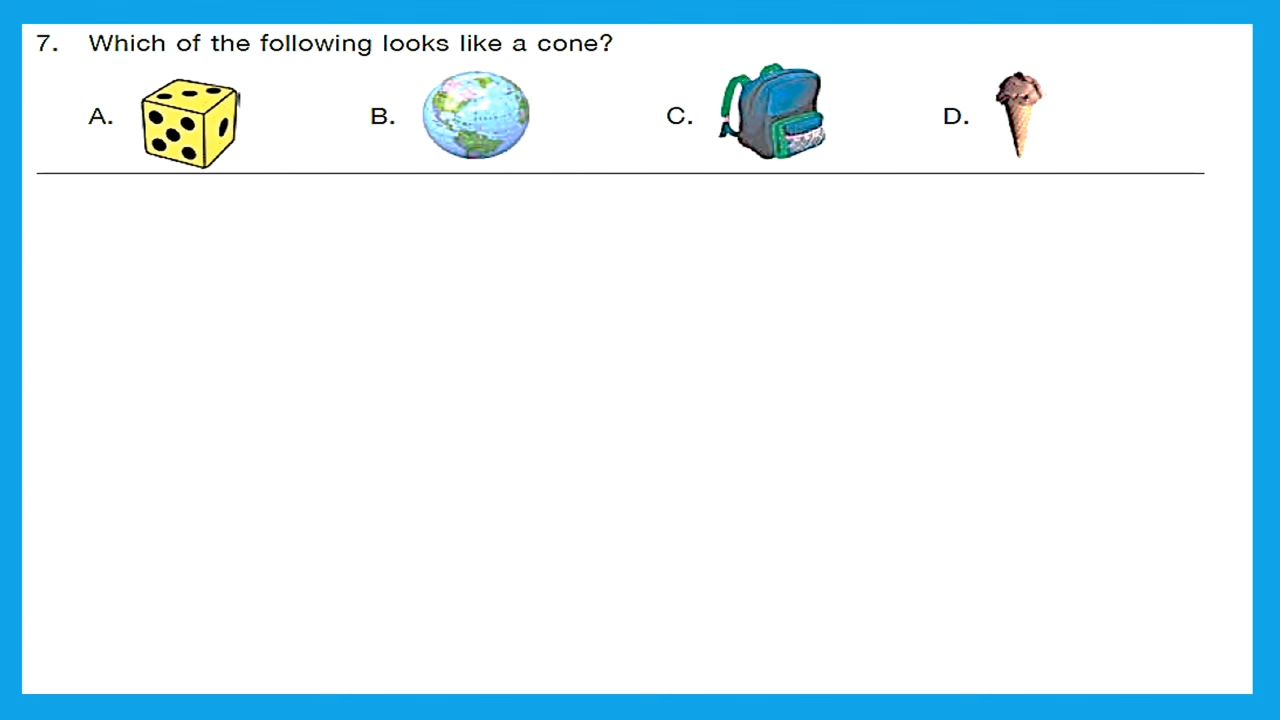 7. Which of the following looks like a cone?
A. B. C. D.